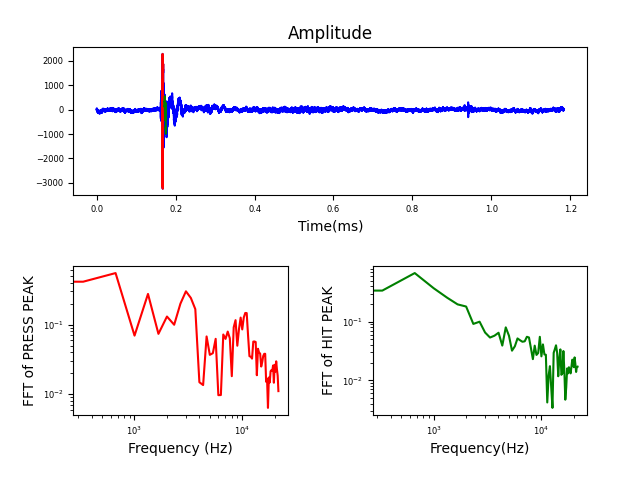 Amplitude
2000
1000
0
−1000
−2000
−3000
0.0 0.2 0.4 0.6 0.8 1.0 1.2
Time(ms)
FFT of PRESS PEAK
10⁻¹
10⁻²
10³ 10⁴
Frequency (Hz)
FFT of HIT PEAK
10⁻¹
10⁻²
10³ 10⁴
Frequency(Hz)